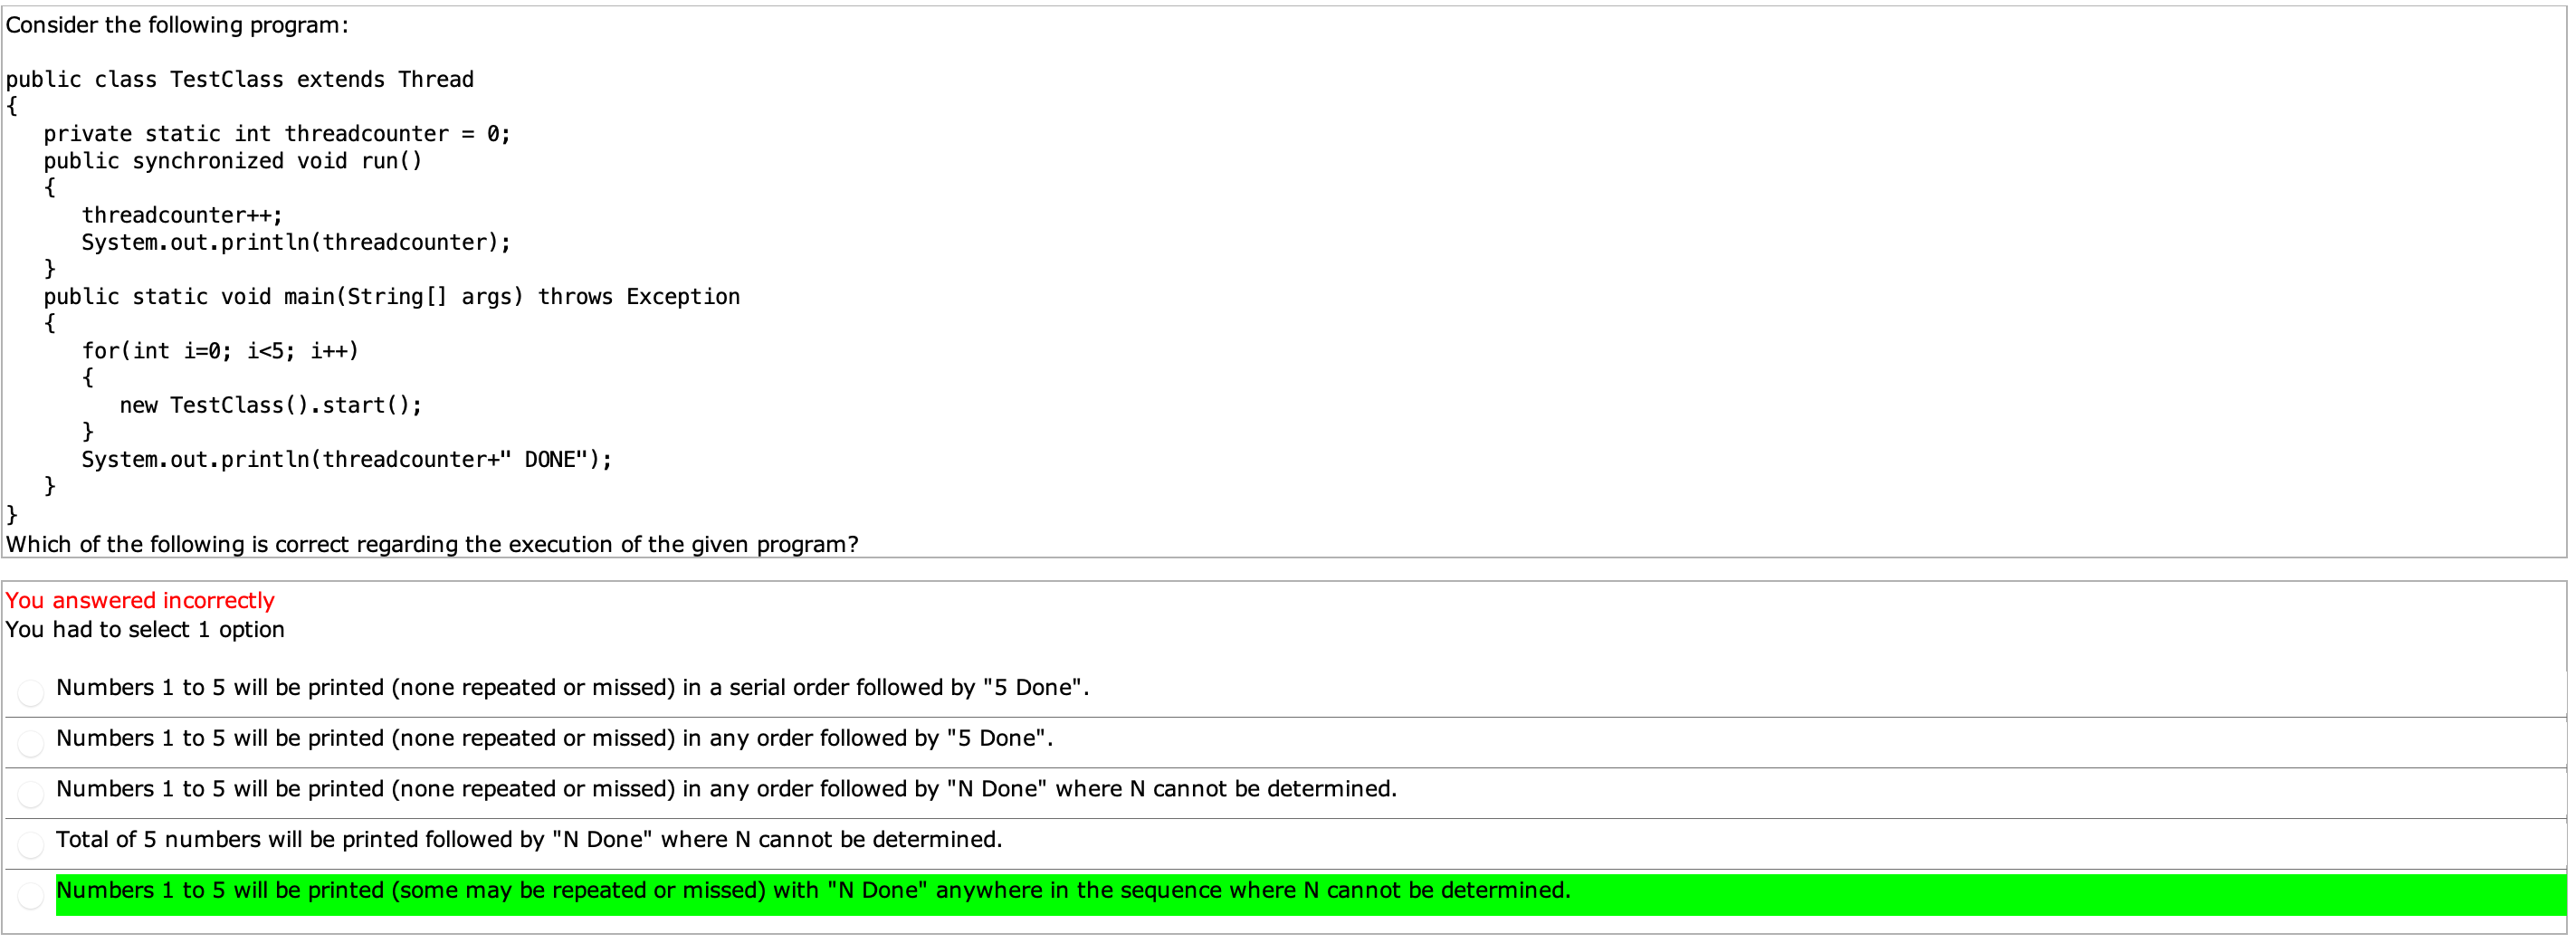 Consider the following program:
public class TestClass extends Thread
{
   private static int threadcounter = 0;
   public synchronized void run()
   {
      threadcounter++;
      System.out.println(threadcounter);
   }
   public static void main(String[] args) throws Exception
   {
      for(int i=0; i<5; i++)
      {
         new TestClass().start();
      }
      System.out.println(threadcounter+" DONE");
   }
}
Which of the following is correct regarding the execution of the given program?
You answered incorrectly
You had to select 1 option
Numbers 1 to 5 will be printed (none repeated or missed) in a serial order followed by "5 Done".
Numbers 1 to 5 will be printed (none repeated or missed) in any order followed by "5 Done".
Numbers 1 to 5 will be printed (none repeated or missed) in any order followed by "N Done" where N cannot be determined.
Total of 5 numbers will be printed followed by "N Done" where N cannot be determined.
Numbers 1 to 5 will be printed (some may be repeated or missed) with "N Done" anywhere in the sequence where N cannot be determined.